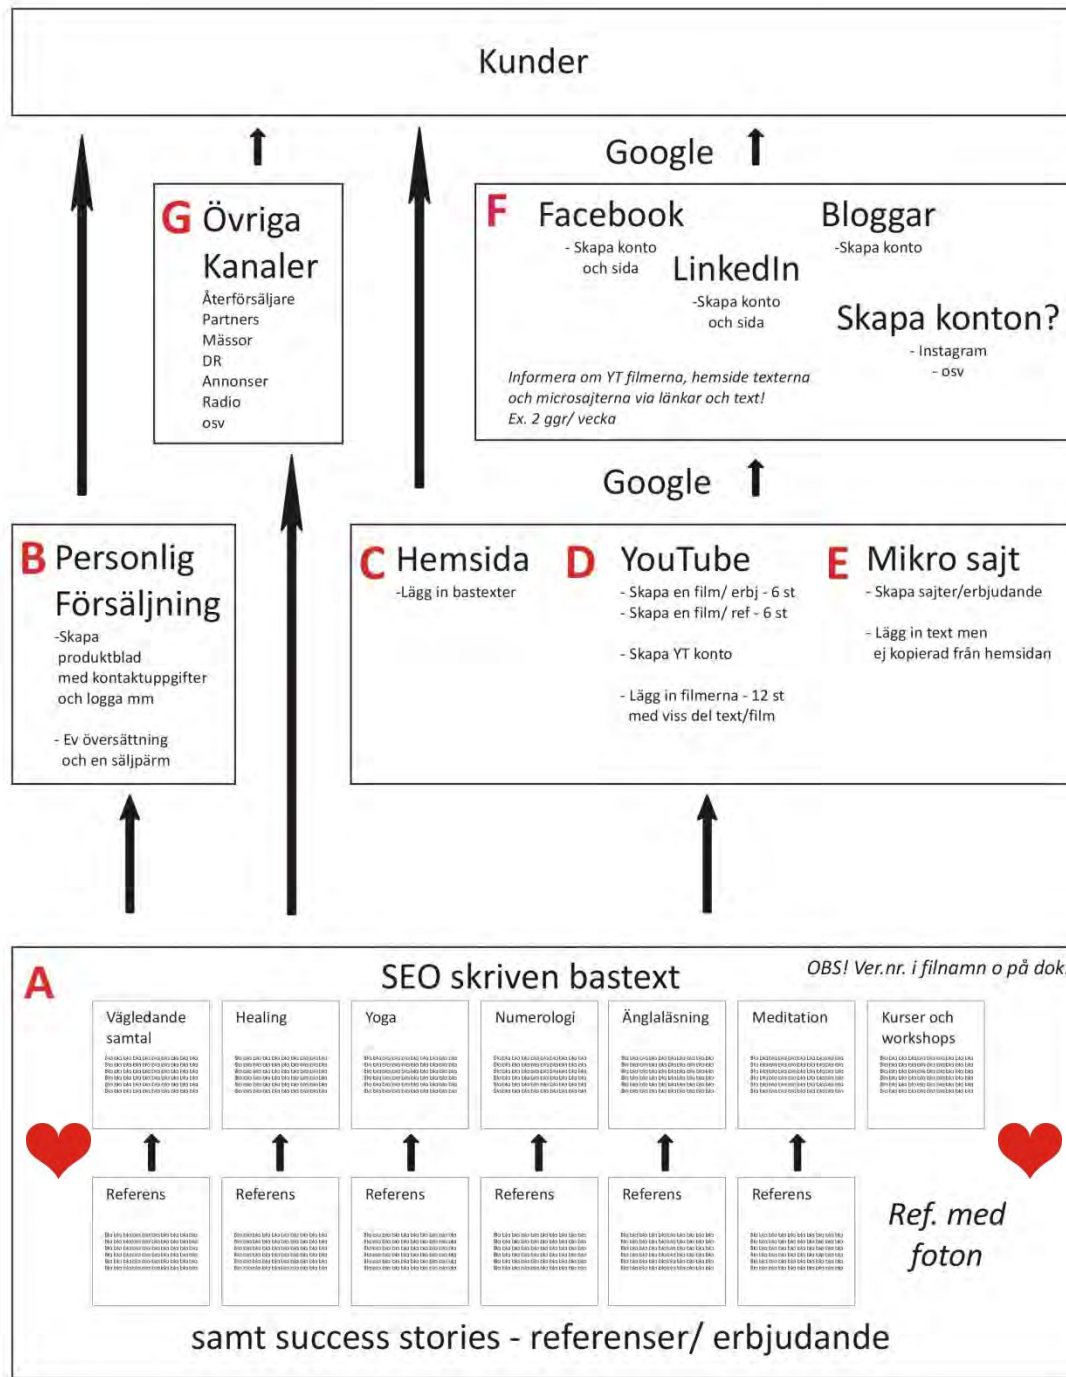 Kunder
Google
G Övriga
Kanaler
Återförsäljare
Partners
Mässor
DR
Annonser
Radio
osv
F Facebook
- Skapa konto
och sida
LinkedIn
-Skapa konto
och sida
Bloggar
-Skapa konto
Skapa konton?
- Instagram
- osv
Informera om YT filmerna, hemside texterna
och microsajterna via länkar och text!
Ex. 2 ggr/ vecka
Google
B Personlig
Försäljning
-Skapa
produktblad
med kontaktuppgifter
och logga mm
- Ev översättning
och en säljpärm
C Hemsida
-Lägg in bastexter
D YouTube
- Skapa en film/ erbj - 6 st
- Skapa en film/ ref - 6 st
- Skapa YT konto
- Lägg in filmerna - 12 st
med viss del text/film
E Mikro sajt
- Skapa sajter/erbjudande
- Lägg in text men
ej kopierad från hemsidan
A
SEO skriven bastext
OBS! Ver.nr. i filnamn o på dok.
Vägledande
samtal
Healing
Yoga
Numerologi
Änglaläsning
Meditation
Kurser och
workshops
Referens
Referens
Referens
Referens
Referens
Referens
Ref. med
foton
samt success stories - referenser/ erbjudande